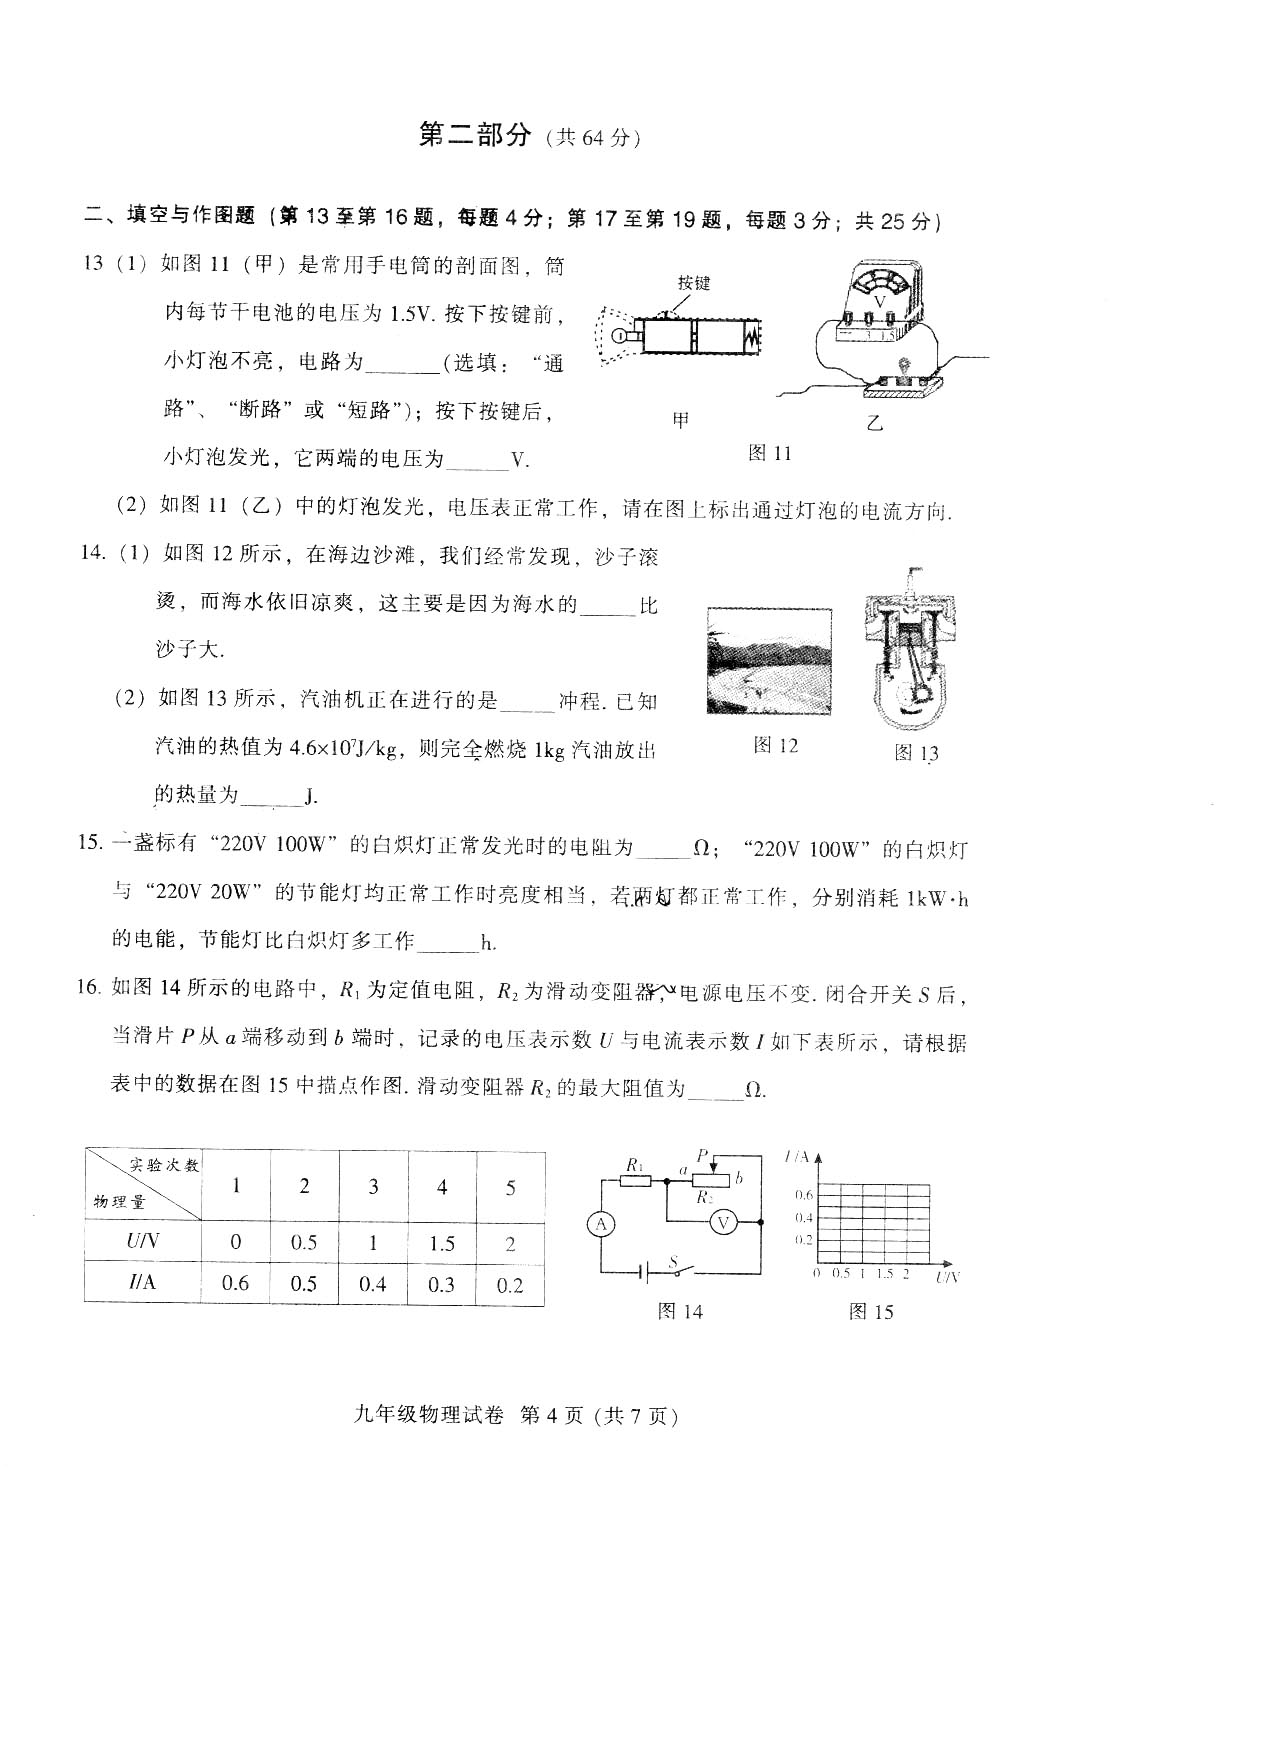 第二部分（共 64 分）
二、填空与作图题（第 13 至第 16 题，每题 4 分；第 17 至第 19 题，每题 3 分；共 25 分）
13（1）如图 11（甲）是常用手电筒的剖面图，筒
内每节干电池的电压为 1.5V. 按下按键前，
小灯泡不亮，电路为______(选填：“通
路”、“断路”或“短路”)；按下按键后，
小灯泡发光，它两端的电压为_____V.
按键
甲
V
3 1.5
乙
图 11
（2）如图 11（乙）中的灯泡发光，电压表正常工作，请在图上标出通过灯泡的电流方向.
14.（1）如图 12 所示，在海边沙滩，我们经常发现，沙子滚
烫，而海水依旧凉爽，这主要是因为海水的_____比
沙子大.
（2）如图 13 所示，汽油机正在进行的是_____冲程. 已知
汽油的热值为 4.6×10⁷J/kg，则完全燃烧 1kg 汽油放出
的热量为_____J.
图 12
图 13
15. 一盏标有“220V 100W”的白炽灯正常发光时的电阻为_____Ω；“220V 100W”的白炽灯
与“220V 20W”的节能灯均正常工作时亮度相当，若两灯都正常工作，分别消耗 1kW·h
的电能，节能灯比白炽灯多工作_____h.
16. 如图 14 所示的电路中，R₁ 为定值电阻，R₂ 为滑动变阻器，电源电压不变. 闭合开关 S 后，
当滑片 P 从 a 端移动到 b 端时，记录的电压表示数 U 与电流表示数 I 如下表所示，请根据
表中的数据在图 15 中描点作图. 滑动变阻器 R₂ 的最大阻值为_____Ω.
实验次数
物理量
1 2 3 4 5
U/V 0 0.5 1 1.5 2
I/A 0.6 0.5 0.4 0.3 0.2
R₁ a P b
R₂
A V
S
图 14
I/A
0.6
0.4
0.2
0 0.5 1 1.5 2 U/V
图 15
九年级物理试卷 第 4 页（共 7 页）